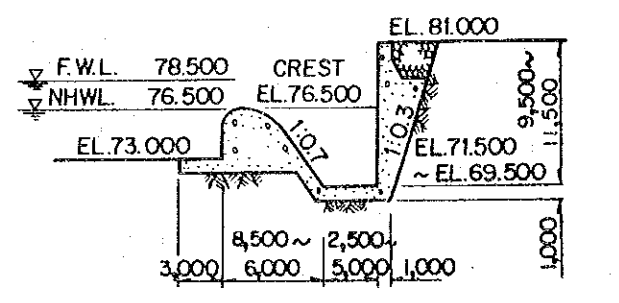 EL. 81.000
F.W.L. 78.500 CREST
NHWL. 76.500 EL.76.500
1:0.7
EL.73.000
1:0.3
EL.71.500
~ EL.69.500
9,500~
11,500
8,500~ 2,500~
3,000 6,000 5,000 1,000
1,000